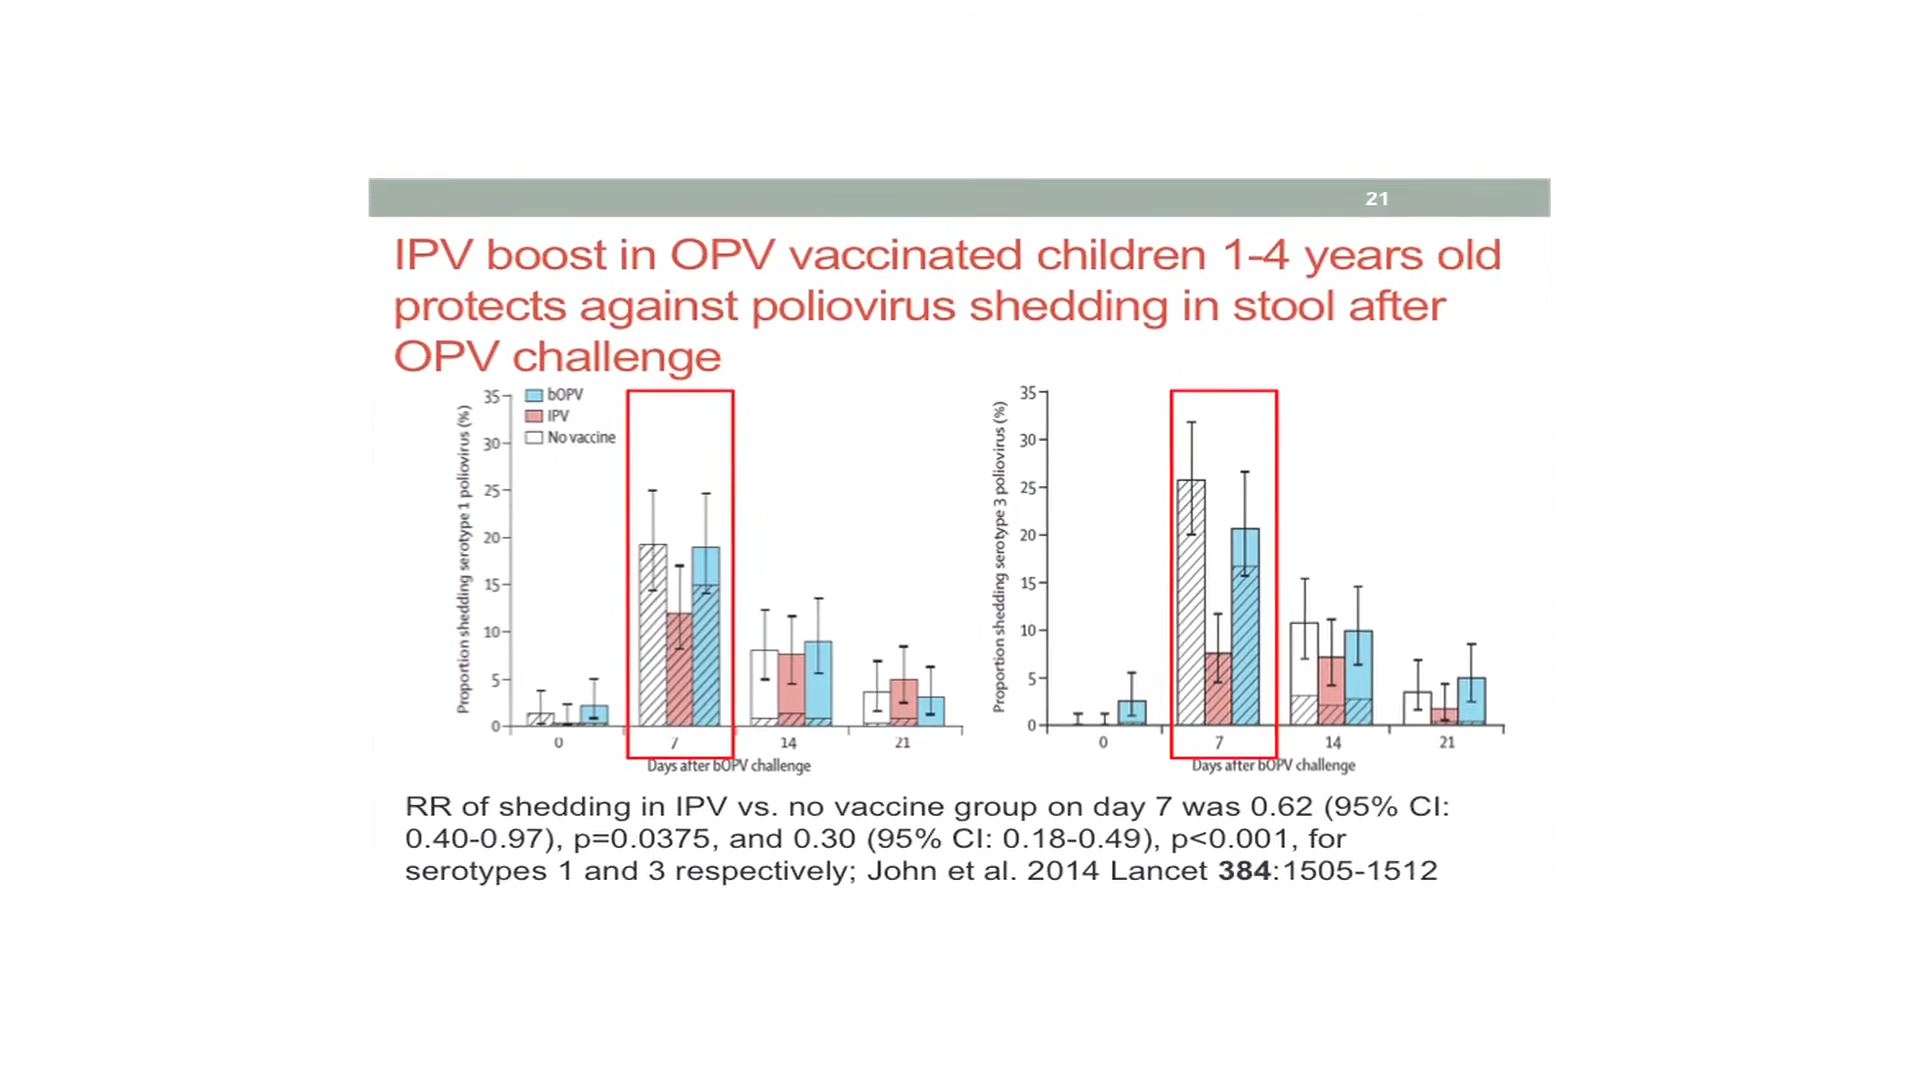 21
IPV boost in OPV vaccinated children 1-4 years old
protects against poliovirus shedding in stool after
OPV challenge
Proportion shedding serotype 1 poliovirus (%)
35
30
25
20
15
10
5
0
bOPV
IPV
No vaccine
0
7
14
21
Days after bOPV challenge
Proportion shedding serotype 3 poliovirus (%)
35
30
25
20
15
10
5
0
0
7
14
21
Days after bOPV challenge
RR of shedding in IPV vs. no vaccine group on day 7 was 0.62 (95% CI:
0.40-0.97), p=0.0375, and 0.30 (95% CI: 0.18-0.49), p<0.001, for
serotypes 1 and 3 respectively; John et al. 2014 Lancet 384:1505-1512